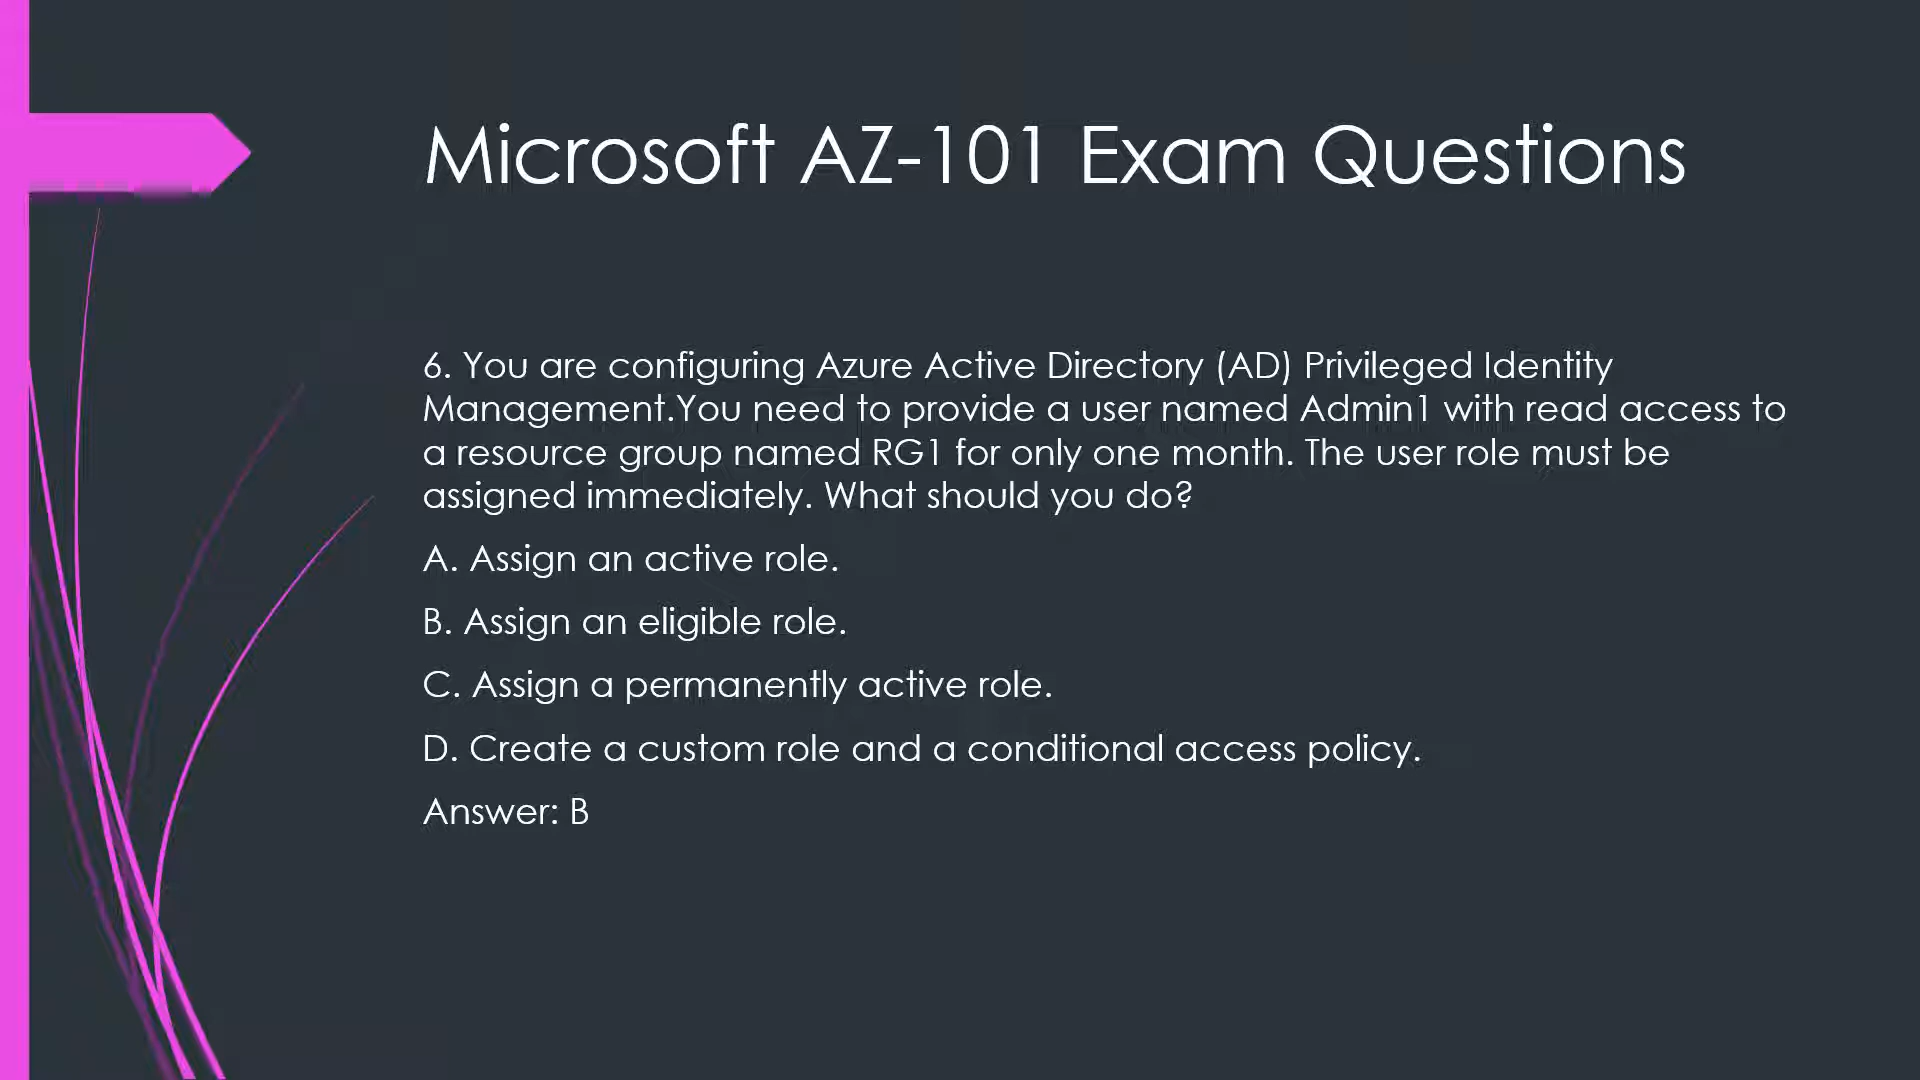 Microsoft AZ-101 Exam Questions
6. You are configuring Azure Active Directory (AD) Privileged Identity
Management.You need to provide a user named Admin1 with read access to
a resource group named RG1 for only one month. The user role must be
assigned immediately. What should you do?
A. Assign an active role.
B. Assign an eligible role.
C. Assign a permanently active role.
D. Create a custom role and a conditional access policy.
Answer: B